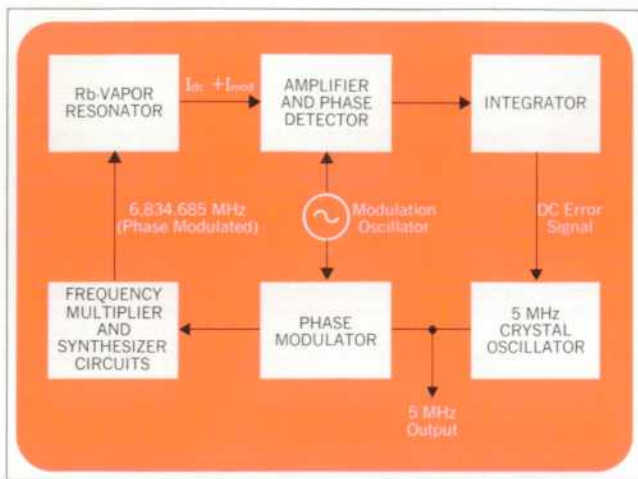 Rb-VAPOR
RESONATOR
Idc + Imod
AMPLIFIER
AND PHASE
DETECTOR
INTEGRATOR
6,834.685 MHz
(Phase Modulated)
Modulation
Oscillator
DC Error
Signal
FREQUENCY
MULTIPLIER
AND
SYNTHESIZER
CIRCUITS
PHASE
MODULATOR
5 MHz
CRYSTAL
OSCILLATOR
5 MHz
Output